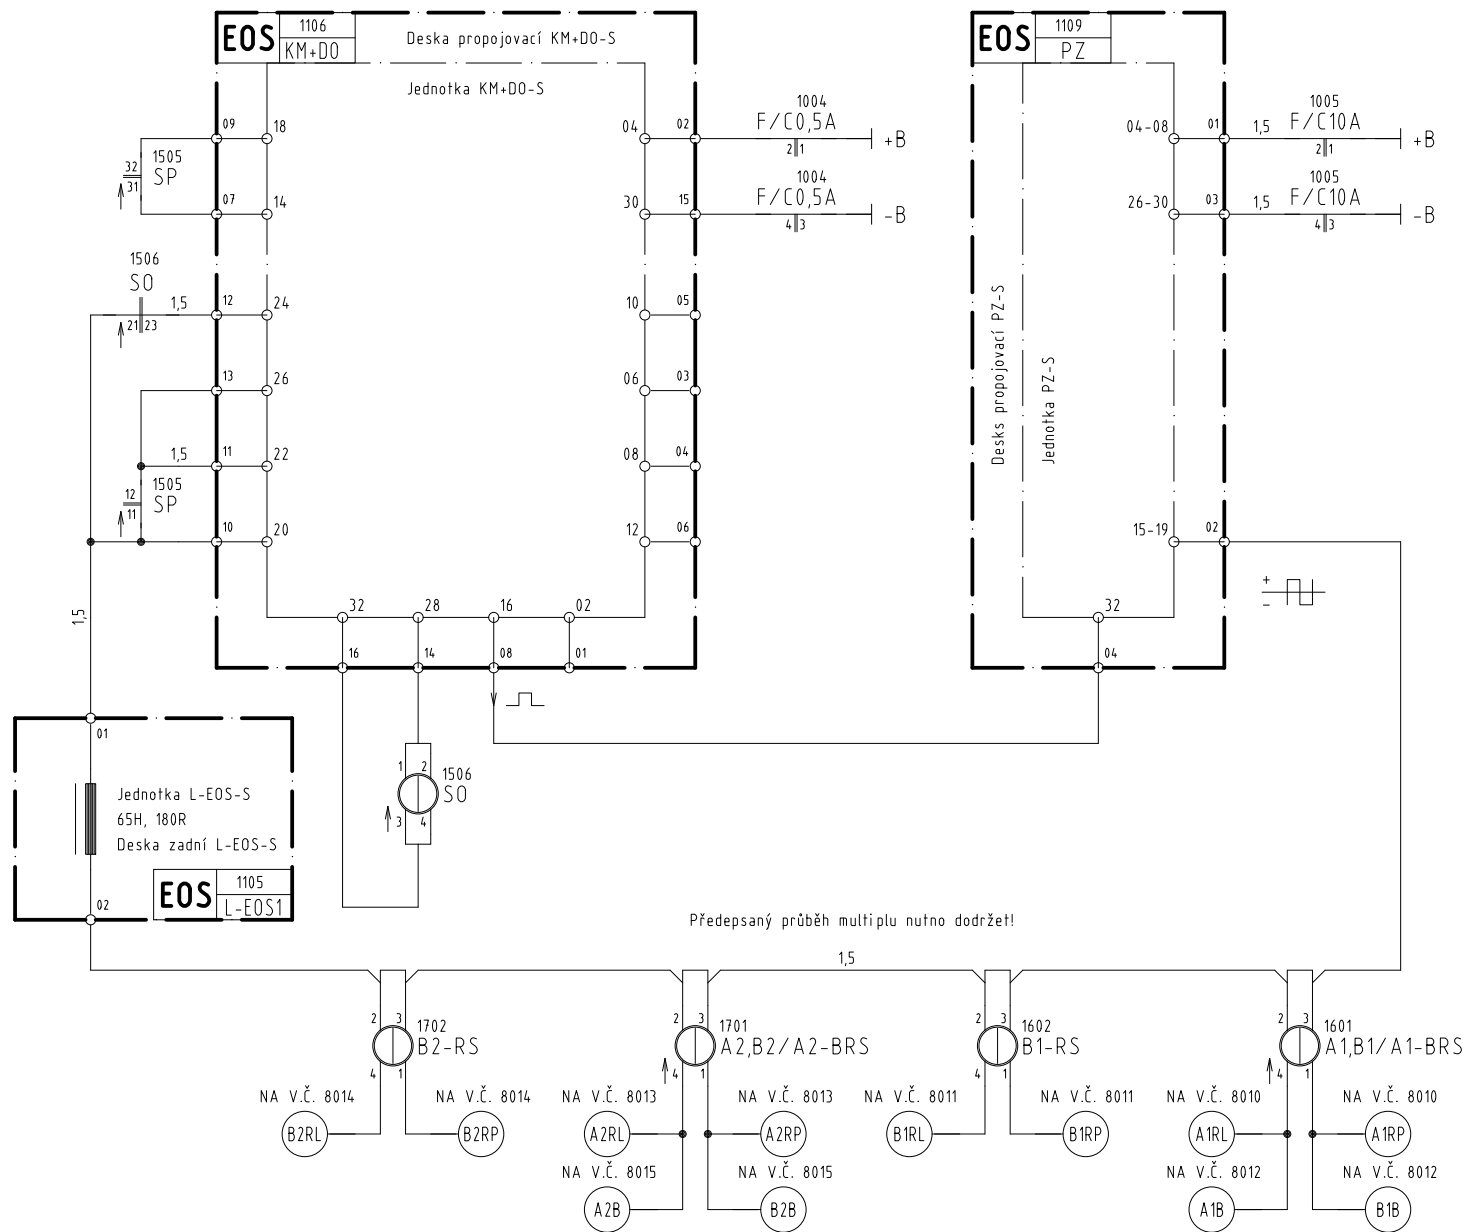 EOS 1106 KM+DO
Deska propojovací KM+DO-S
Jednotka KM+DO-S
EOS 1109 PZ
09 18
04 02
1004
F/C0,5A
2 1
+B
04-08 01
1,5
1005
F/C10A
2 1
+B
32
31
1505
SP
07 14
30 15
1004
F/C0,5A
4 3
-B
26-30 03
1,5
1005
F/C10A
4 3
-B
1506
SO
21 23
1,5
12 24
10 05
Desks propojovací PZ-S
Jednotka PZ-S
13 26
06 03
1,5
11 22
08 04
12
11
1505
SP
10 20
12 06
15-19 02
+
-
1,5
32 28 16 02
16 14 08 01
32
04
01
1 2
1506
SO
3 4
Jednotka L-EOS-S
65H, 180R
Deska zadní L-EOS-S
EOS 1105 L-EOS1
02
Předepsaný průběh multiplu nutno dodržet!
1,5
2 3
1702
B2-RS
4 1
2 3
1701
A2,B2/A2-BRS
4 1
2 3
1602
B1-RS
4 1
2 3
1601
A1,B1/A1-BRS
4 1
NA V.Č. 8014
NA V.Č. 8014
NA V.Č. 8013
NA V.Č. 8013
NA V.Č. 8011
NA V.Č. 8011
NA V.Č. 8010
NA V.Č. 8010
B2RL
B2RP
A2RL
A2RP
B1RL
B1RP
A1RL
A1RP
NA V.Č. 8015
NA V.Č. 8015
NA V.Č. 8012
NA V.Č. 8012
A2B
B2B
A1B
B1B